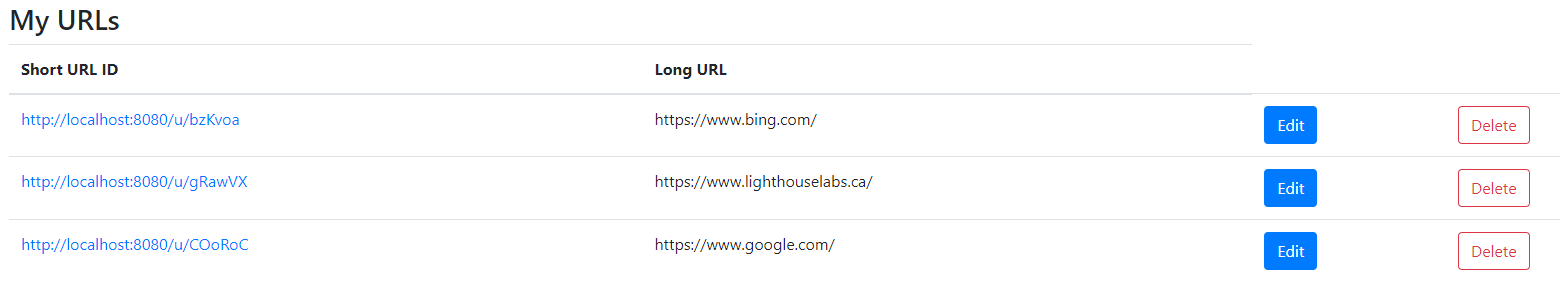 My URLs
Short URL ID Long URL
http://localhost:8080/u/bzKvoa https://www.bing.com/ Edit Delete
http://localhost:8080/u/gRawVX https://www.lighthouselabs.ca/ Edit Delete
http://localhost:8080/u/COoRoC https://www.google.com/ Edit Delete